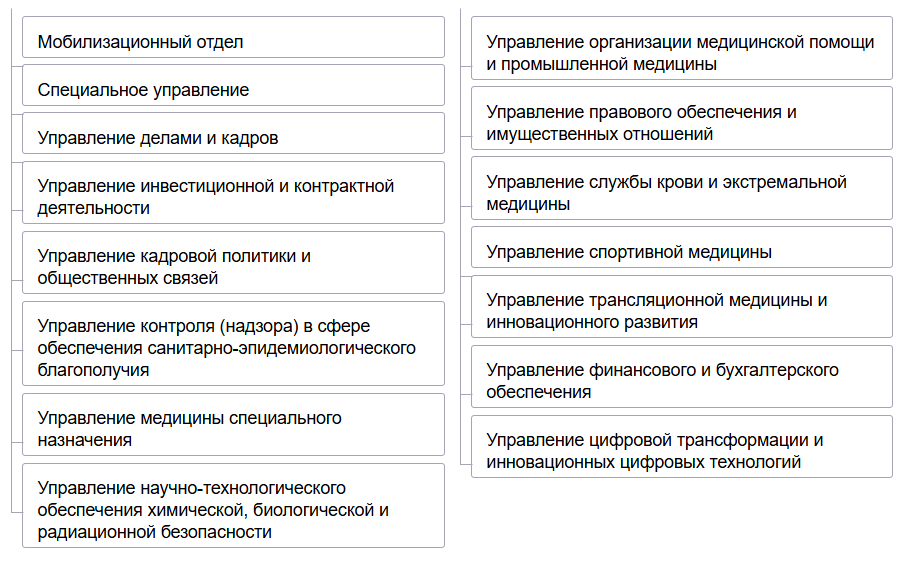 Мобилизационный отдел
Специальное управление
Управление делами и кадров
Управление инвестиционной и контрактной
деятельности
Управление кадровой политики и
общественных связей
Управление контроля (надзора) в сфере
обеспечения санитарно-эпидемиологического
благополучия
Управление медицины специального
назначения
Управление научно-технологического
обеспечения химической, биологической и
радиационной безопасности
Управление организации медицинской помощи
и промышленной медицины
Управление правового обеспечения и
имущественных отношений
Управление службы крови и экстремальной
медицины
Управление спортивной медицины
Управление трансляционной медицины и
инновационного развития
Управление финансового и бухгалтерского
обеспечения
Управление цифровой трансформации и
инновационных цифровых технологий